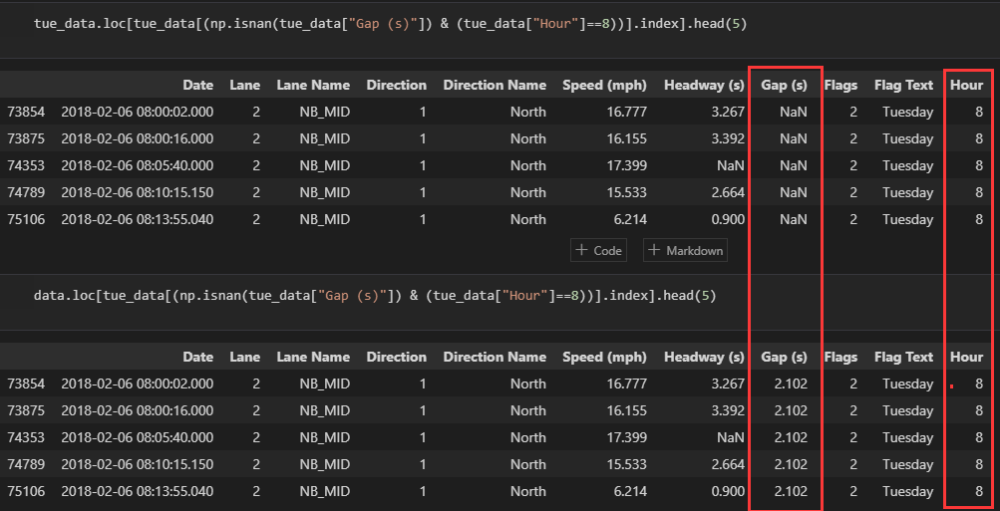 tue_data.loc[tue_data[(np.isnan(tue_data["Gap (s)"]) & (tue_data["Hour"]==8))].index].head(5)
Date Lane Lane Name Direction Direction Name Speed (mph) Headway (s) Gap (s) Flags Flag Text Hour
73854 2018-02-06 08:00:02.000 2 NB_MID 1 North 16.777 3.267 NaN 2 Tuesday 8
73875 2018-02-06 08:00:16.000 2 NB_MID 1 North 16.155 3.392 NaN 2 Tuesday 8
74353 2018-02-06 08:05:40.000 2 NB_MID 1 North 17.399 NaN NaN 2 Tuesday 8
74789 2018-02-06 08:10:15.150 2 NB_MID 1 North 15.533 2.664 NaN 2 Tuesday 8
75106 2018-02-06 08:13:55.040 2 NB_MID 1 North 6.214 0.900 NaN 2 Tuesday 8
+ Code + Markdown
data.loc[tue_data[(np.isnan(tue_data["Gap (s)"]) & (tue_data["Hour"]==8))].index].head(5)
Date Lane Lane Name Direction Direction Name Speed (mph) Headway (s) Gap (s) Flags Flag Text Hour
73854 2018-02-06 08:00:02.000 2 NB_MID 1 North 16.777 3.267 2.102 2 Tuesday 8
73875 2018-02-06 08:00:16.000 2 NB_MID 1 North 16.155 3.392 2.102 2 Tuesday 8
74353 2018-02-06 08:05:40.000 2 NB_MID 1 North 17.399 NaN 2.102 2 Tuesday 8
74789 2018-02-06 08:10:15.150 2 NB_MID 1 North 15.533 2.664 2.102 2 Tuesday 8
75106 2018-02-06 08:13:55.040 2 NB_MID 1 North 6.214 0.900 2.102 2 Tuesday 8